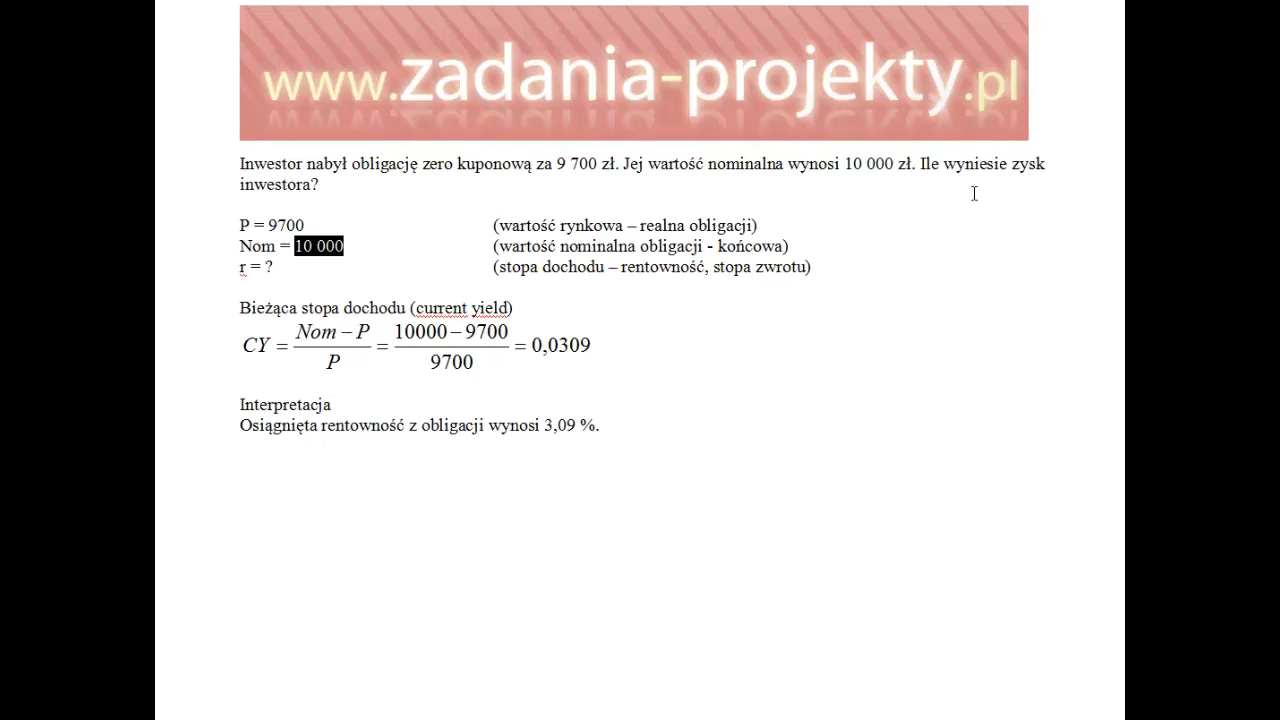 www.zadania-projekty.pl
Inwestor nabył obligację zero kuponową za 9 700 zł. Jej wartość nominalna wynosi 10 000 zł. Ile wyniesie zysk
inwestora?
P = 9700 (wartość rynkowa – realna obligacji)
Nom = 10 000 (wartość nominalna obligacji - końcowa)
r = ? (stopa dochodu – rentowność, stopa zwrotu)
Bieżąca stopa dochodu (current yield)
CY = (Nom − P) / P = (10000 − 9700) / 9700 = 0,0309
Interpretacja
Osiągnięta rentowność z obligacji wynosi 3,09 %.